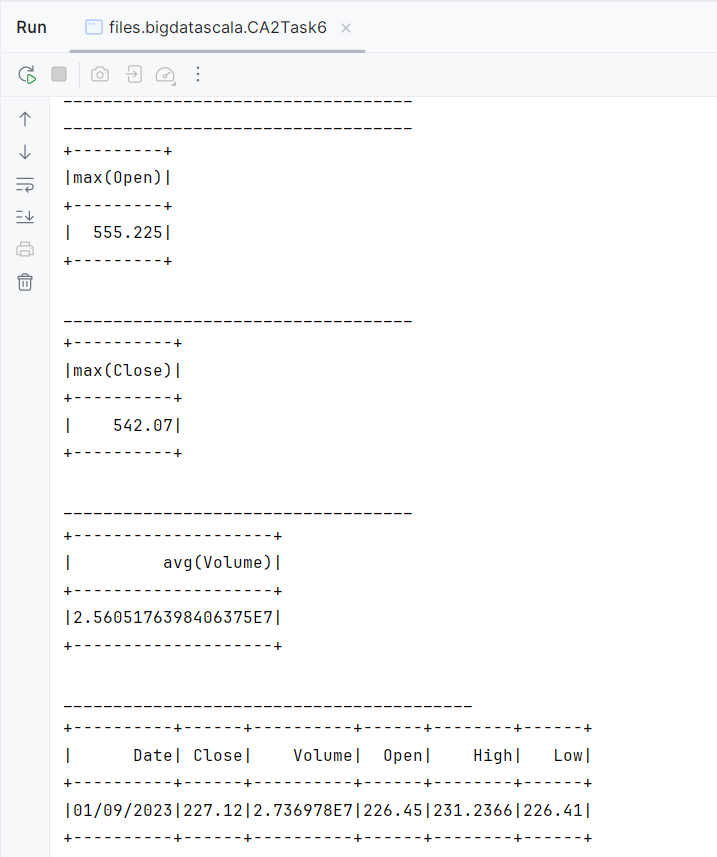 Run files.bigdatascala.CA2Task6
-----------------------------------
-----------------------------------
+---------+
|max(Open)|
+---------+
|  555.225|
+---------+
-----------------------------------
+----------+
|max(Close)|
+----------+
|    542.07|
+----------+
-----------------------------------
+--------------------+
|         avg(Volume)|
+--------------------+
|2.5605176398406375E7|
+--------------------+
-----------------------------------------
+----------+------+----------+------+--------+------+
|      Date| Close|    Volume|  Open|    High|   Low|
+----------+------+----------+------+--------+------+
|01/09/2023|227.12|2.736978E7|226.45|231.2366|226.41|
+----------+------+----------+------+--------+------+